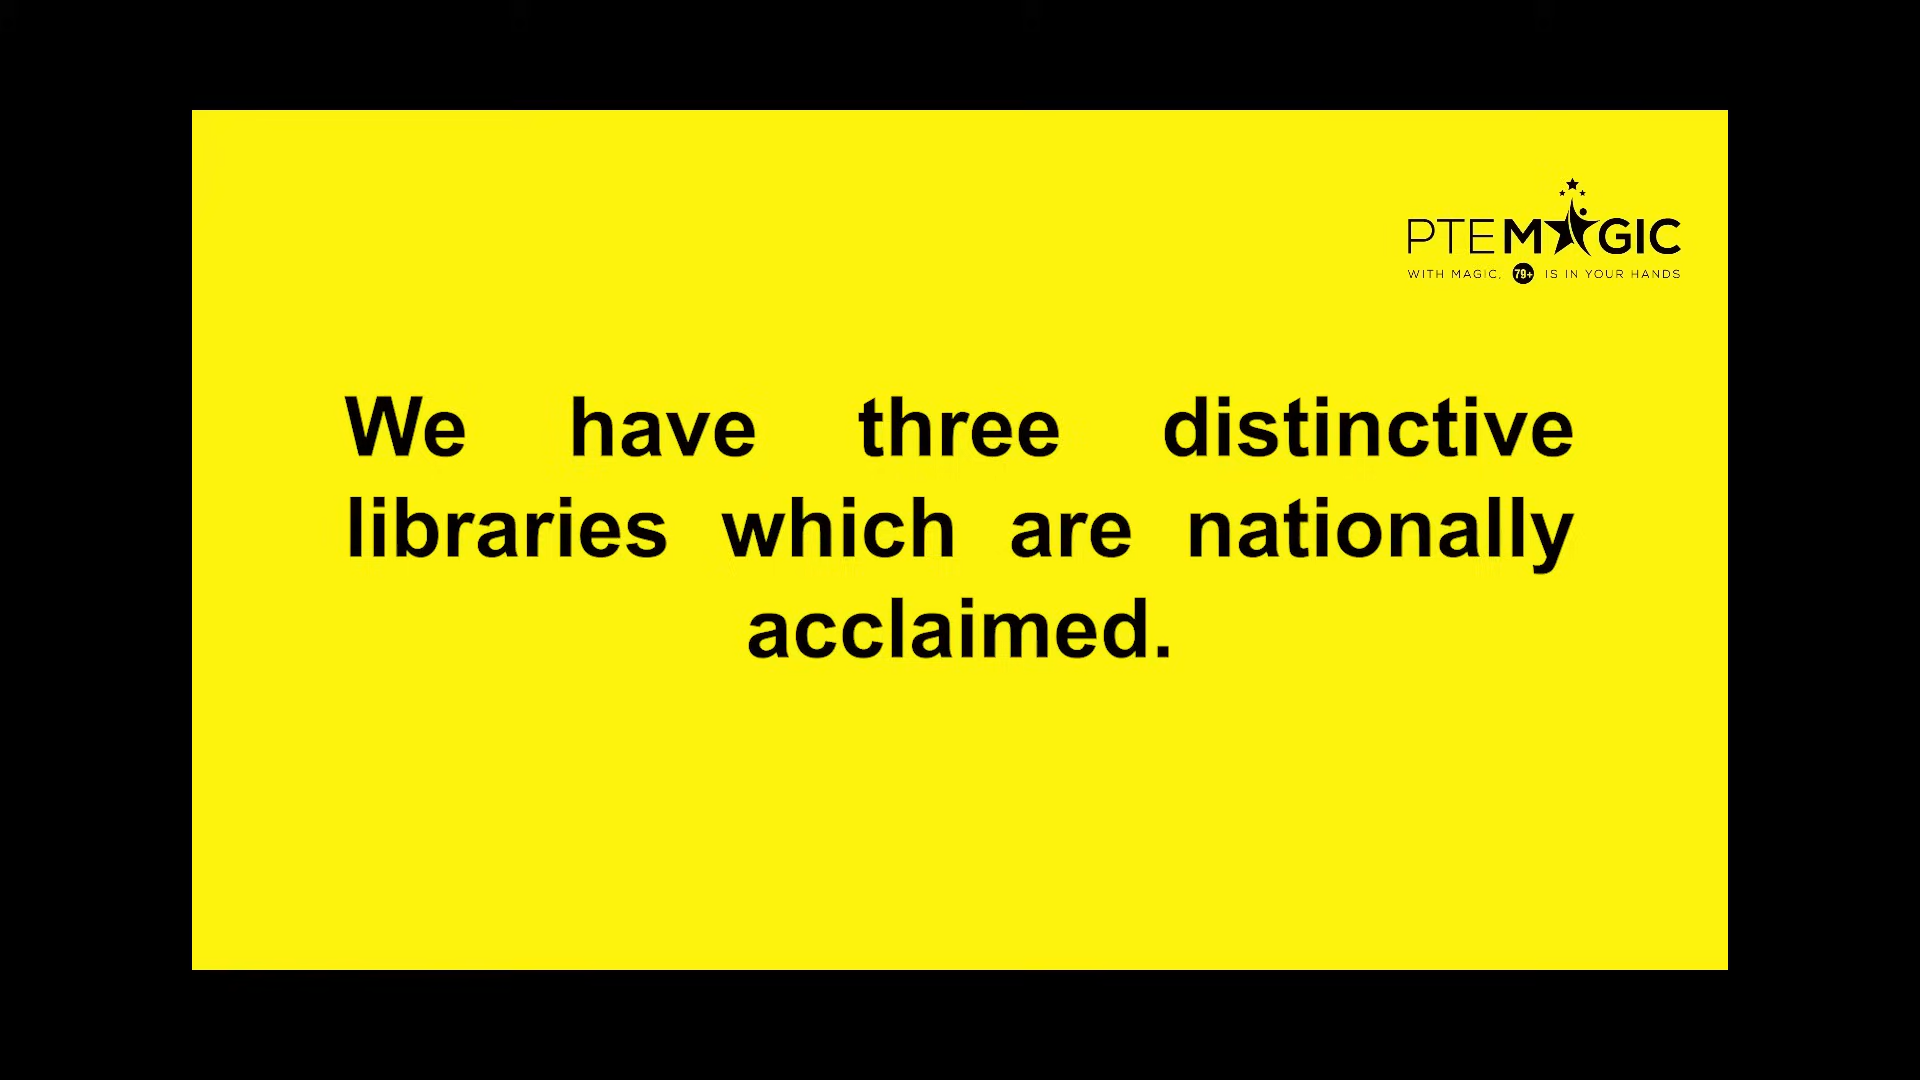 PTEMAGIC
WITH MAGIC, 79+ IS IN YOUR HANDS
We have three distinctive
libraries which are nationally
acclaimed.